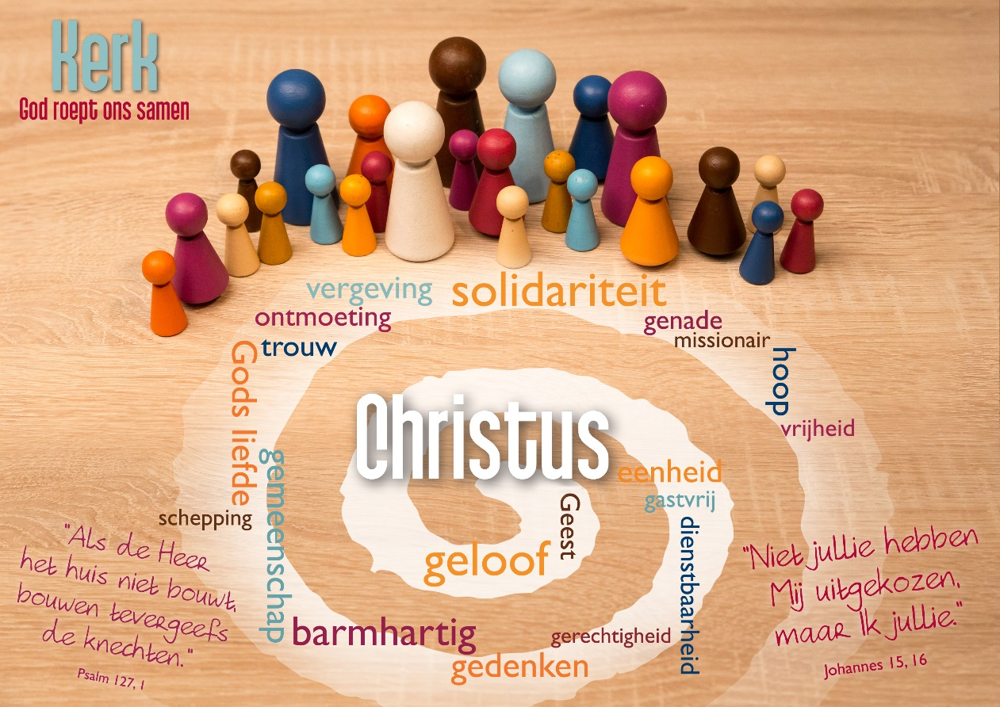 Kerk
God roept ons samen
vergeving
solidariteit
ontmoeting
genade
trouw
missionair
Gods liefde
hoop
vrijheid
Christus
gemeenschap
eenheid
gastvrij
Geest
schepping
dienstbaarheid
geloof
"Als de Heer
het huis niet bouwt,
bouwen tevergeefs
de knechten."
Psalm 127, 1
"Niet jullie hebben
Mij uitgekozen,
maar Ik jullie."
Johannes 15, 16
barmhartig
gerechtigheid
gedenken